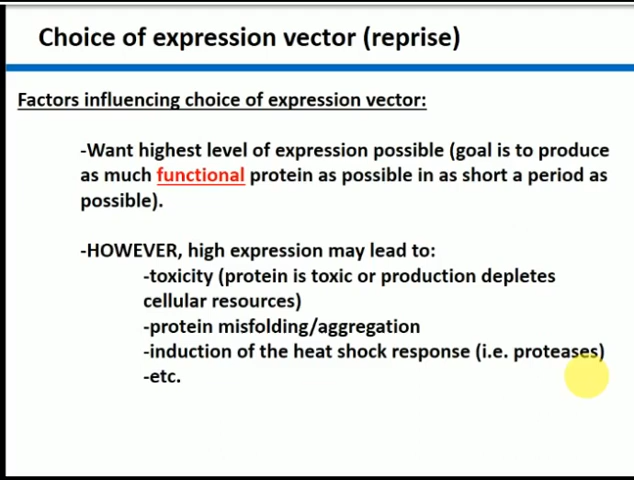 Choice of expression vector (reprise)
Factors influencing choice of expression vector:
-Want highest level of expression possible (goal is to produce
as much functional protein as possible in as short a period as
possible).
-HOWEVER, high expression may lead to:
-toxicity (protein is toxic or production depletes
cellular resources)
-protein misfolding/aggregation
-induction of the heat shock response (i.e. proteases)
-etc.